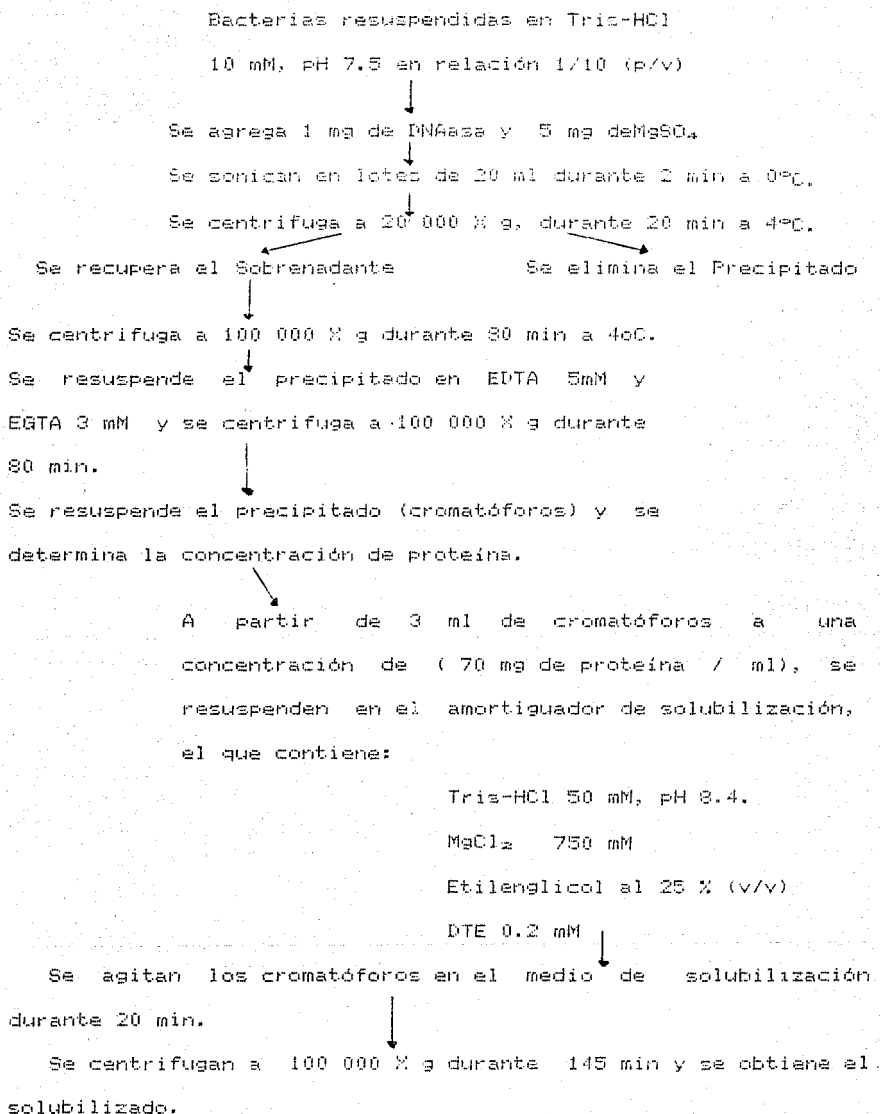 Bacterias resuspendidas en Tris-HCl
10 mM, pH 7.5 en relación 1/10 (p/v)
Se agrega 1 mg de DNAasa y 5 mg deMgSO₄
Se sonican en lotes de 20 ml durante 2 min a 0°C.
Se centrifuga a 20 000 X g, durante 20 min a 4°C.
Se recupera el Sobrenadante Se elimina el Precipitado
Se centrifuga a 100 000 X g durante 80 min a 4oC.
Se resuspende el precipitado en EDTA 5mM y
EGTA 3 mM y se centrifuga a 100 000 X g durante
80 min.
Se resuspende el precipitado (cromatóforos) y se
determina la concentración de proteína.
A partir de 3 ml de cromatóforos a una
concentración de ( 70 mg de proteína / ml), se
resuspenden en el amortiguador de solubilización,
el que contiene:
Tris-HCl 50 mM, pH 8.4.
MgCl₂ 750 mM
Etilenglicol al 25 % (v/v)
DTE 0.2 mM
Se agitan los cromatóforos en el medio de solubilización
durante 20 min.
Se centrifugan a 100 000 X g durante 145 min y se obtiene el
solubilizado.